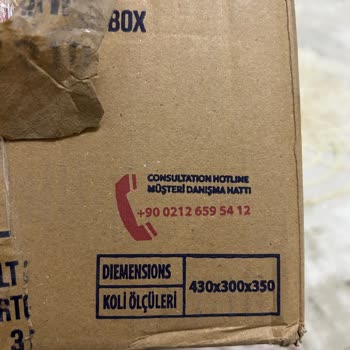 BOX
CONSULTATION HOTLINE
MÜŞTERİ DANIŞMA HATTI
+90 0212 659 54 12
DIEMENSIONS
430x300x350
KOLİ ÖLÇÜLERİ